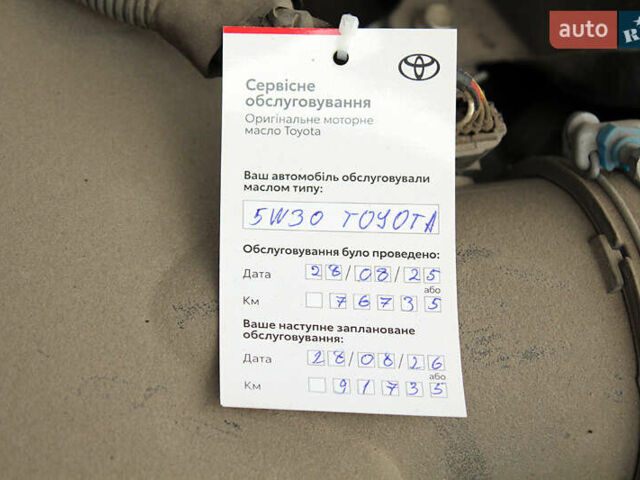 auto
R
Сервісне
обслуговування
Оригінальне моторне
масло Toyota
Ваш автомобіль обслуговували
маслом типу:
5W30 TOYOTA
Обслуговування було проведено:
Дата 28/08/25
або
Км 76735
Ваше наступне заплановане
обслуговування:
Дата 28/08/26
або
Км 91735